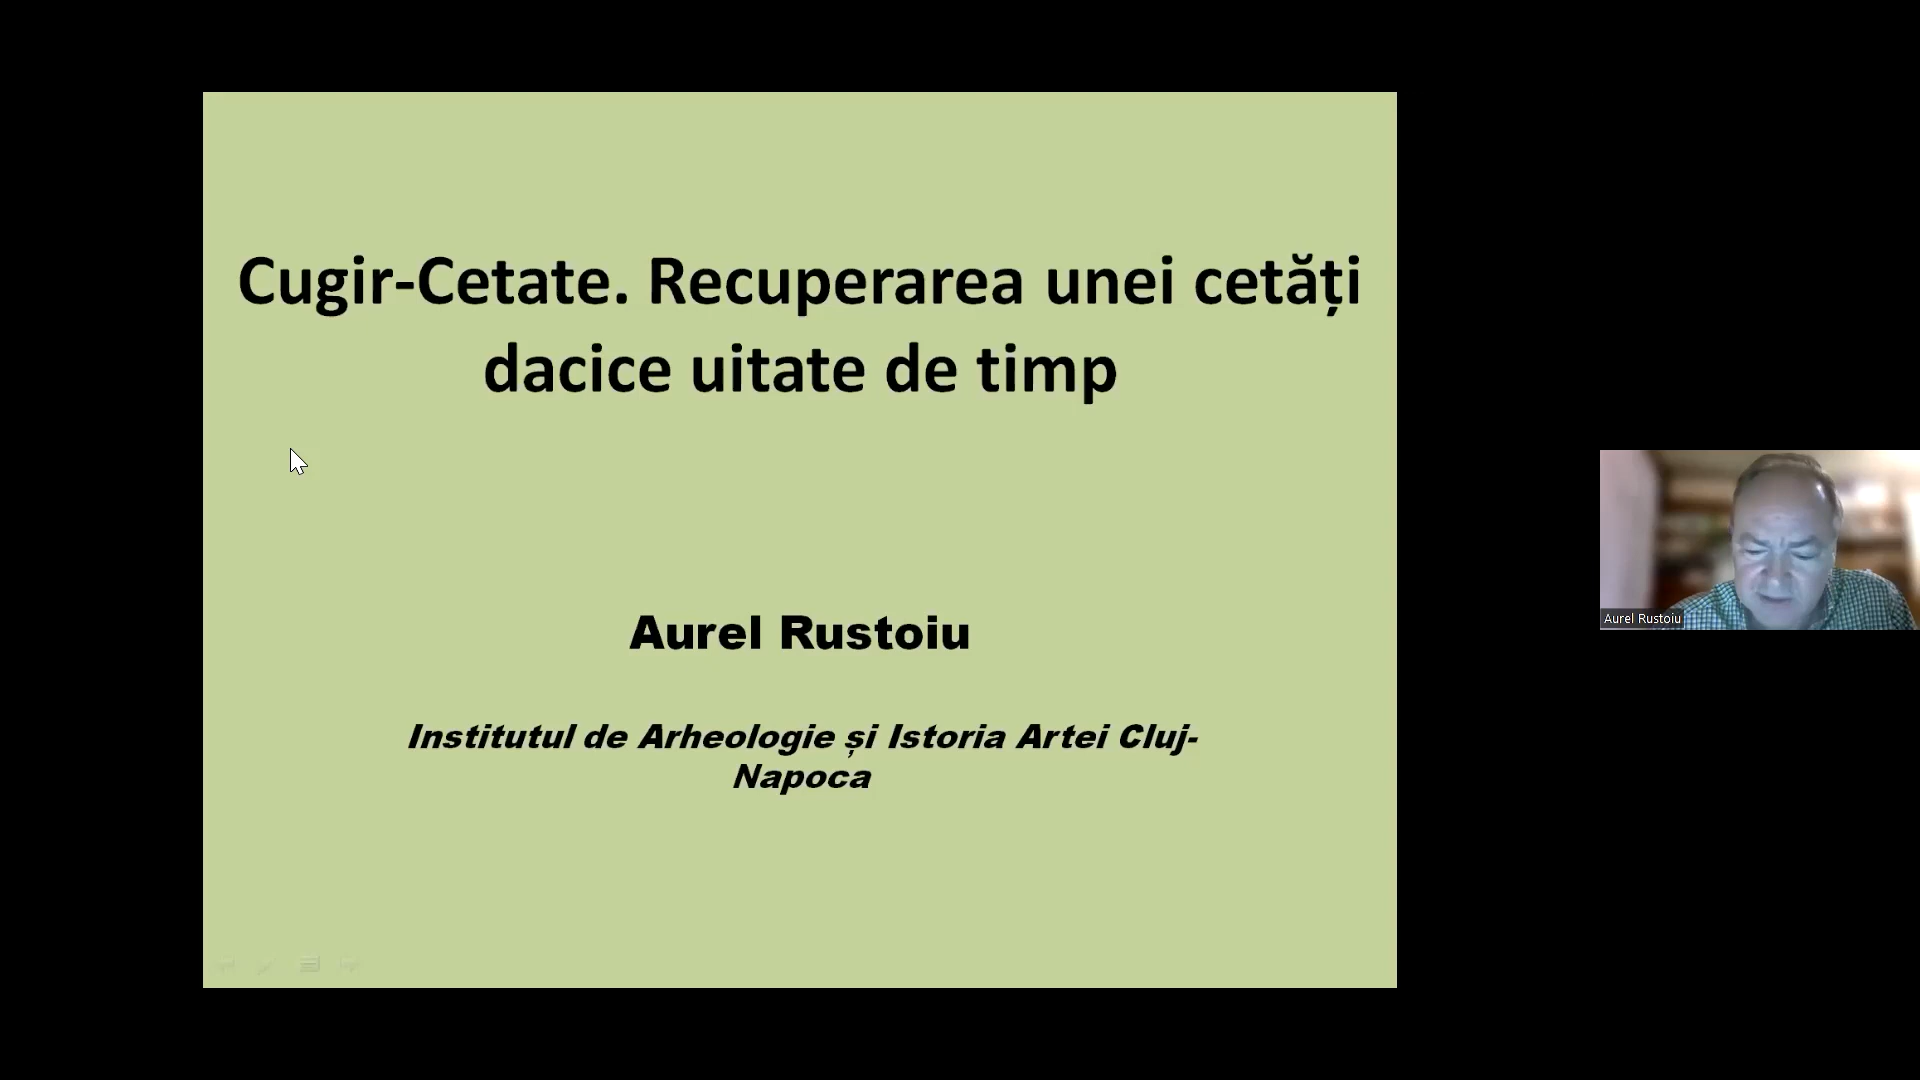 Cugir-Cetate. Recuperarea unei cetăți
dacice uitate de timp
Aurel Rustoiu
Institutul de Arheologie și Istoria Artei Cluj-
Napoca
Aurel Rustoiu